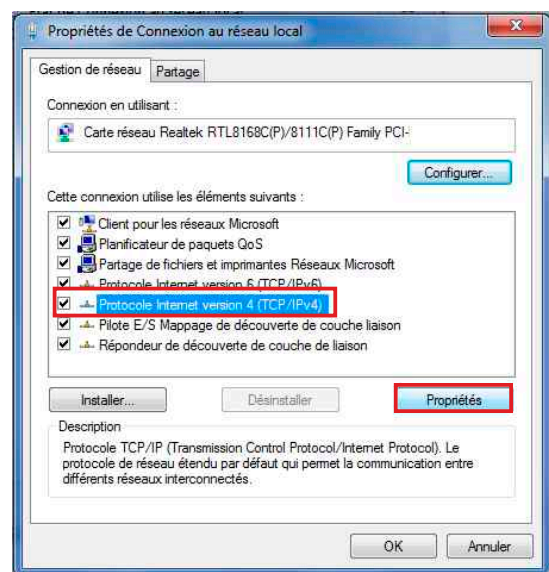 Propriétés de Connexion au réseau local
Gestion de réseau
Partage
Connexion en utilisant :
Carte réseau Realtek RTL8168C(P)/8111C(P) Family PCI-
Configurer...
Cette connexion utilise les éléments suivants :
Client pour les réseaux Microsoft
Planificateur de paquets QoS
Partage de fichiers et imprimantes Réseaux Microsoft
Protocole Internet version 6 (TCP/IPv6)
Protocole Internet version 4 (TCP/IPv4)
Pilote E/S Mappage de découverte de couche liaison
Répondeur de découverte de couche de liaison
Installer...
Désinstaller
Propriétés
Description
Protocole TCP/IP (Transmission Control Protocol/Internet Protocol). Le
protocole de réseau étendu par défaut qui permet la communication entre
différents réseaux interconnectés.
OK
Annuler